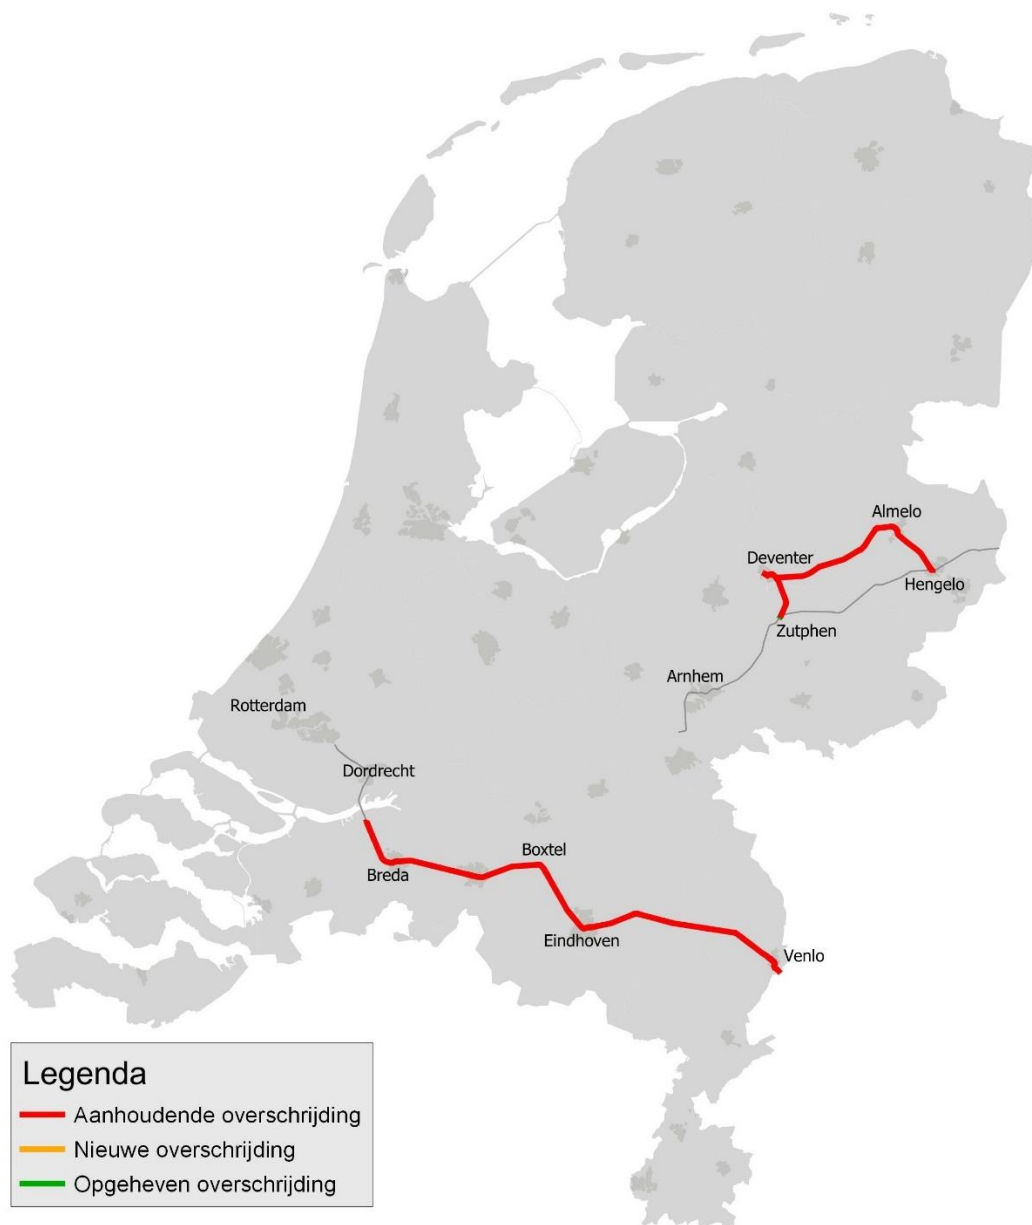 Almelo
Deventer
Hengelo
Zutphen
Arnhem
Rotterdam
Dordrecht
Boxtel
Breda
Eindhoven
Venlo
Legenda
Aanhoudende overschrijding
Nieuwe overschrijding
Opgeheven overschrijding